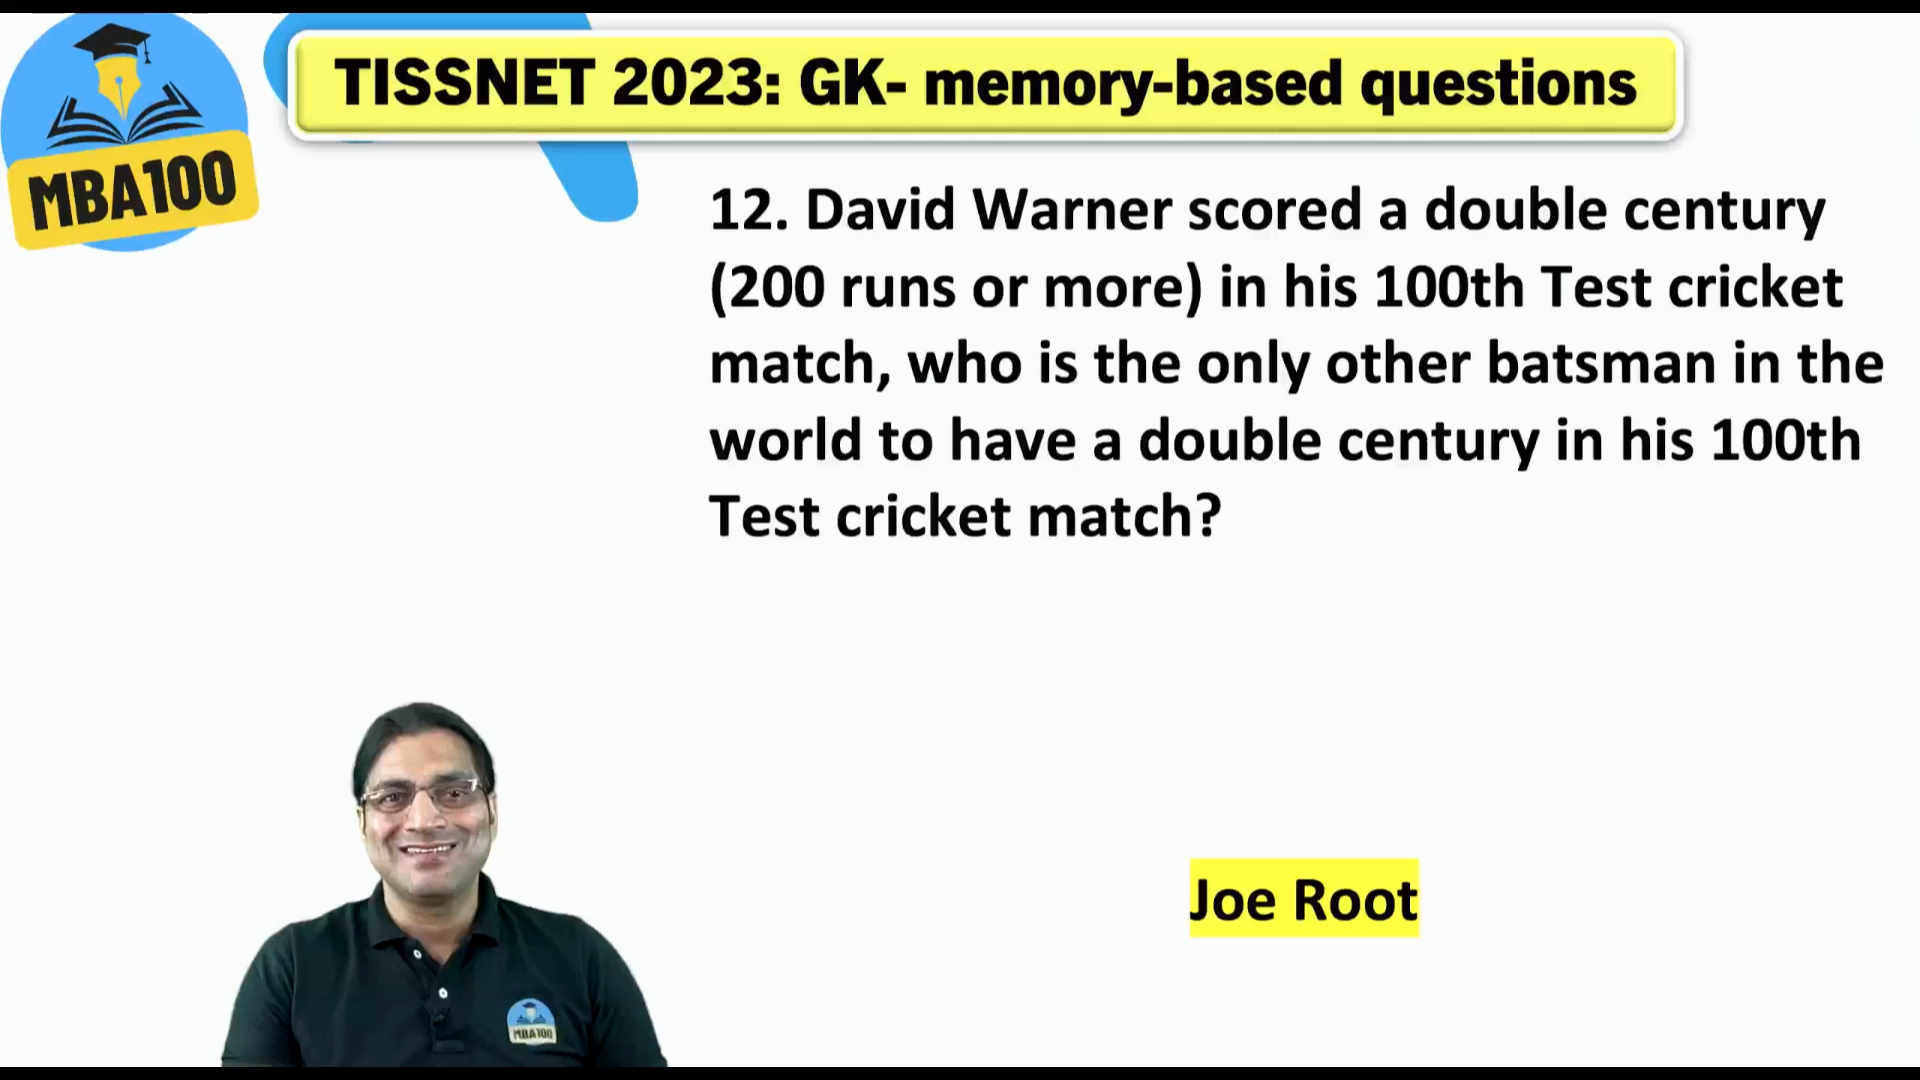 TISSNET 2023: GK- memory-based questions
MBA100
12. David Warner scored a double century
(200 runs or more) in his 100th Test cricket
match, who is the only other batsman in the
world to have a double century in his 100th
Test cricket match?
Joe Root
MBA100